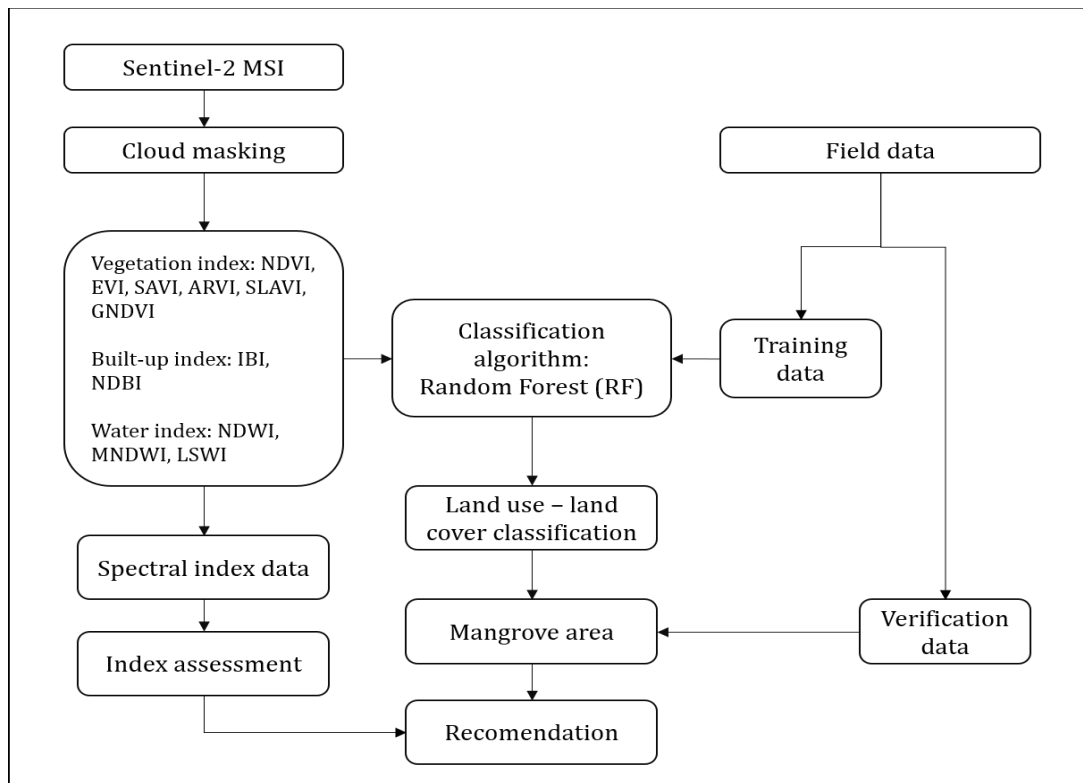 Sentinel-2 MSI
Cloud masking
Field data
Vegetation index: NDVI,
EVI, SAVI, ARVI, SLAVI,
GNDVI
Built-up index: IBI,
NDBI
Water index: NDWI,
MNDWI, LSWI
Classification
algorithm:
Random Forest (RF)
Training
data
Land use – land
cover classification
Spectral index data
Mangrove area
Verification
data
Index assessment
Recomendation